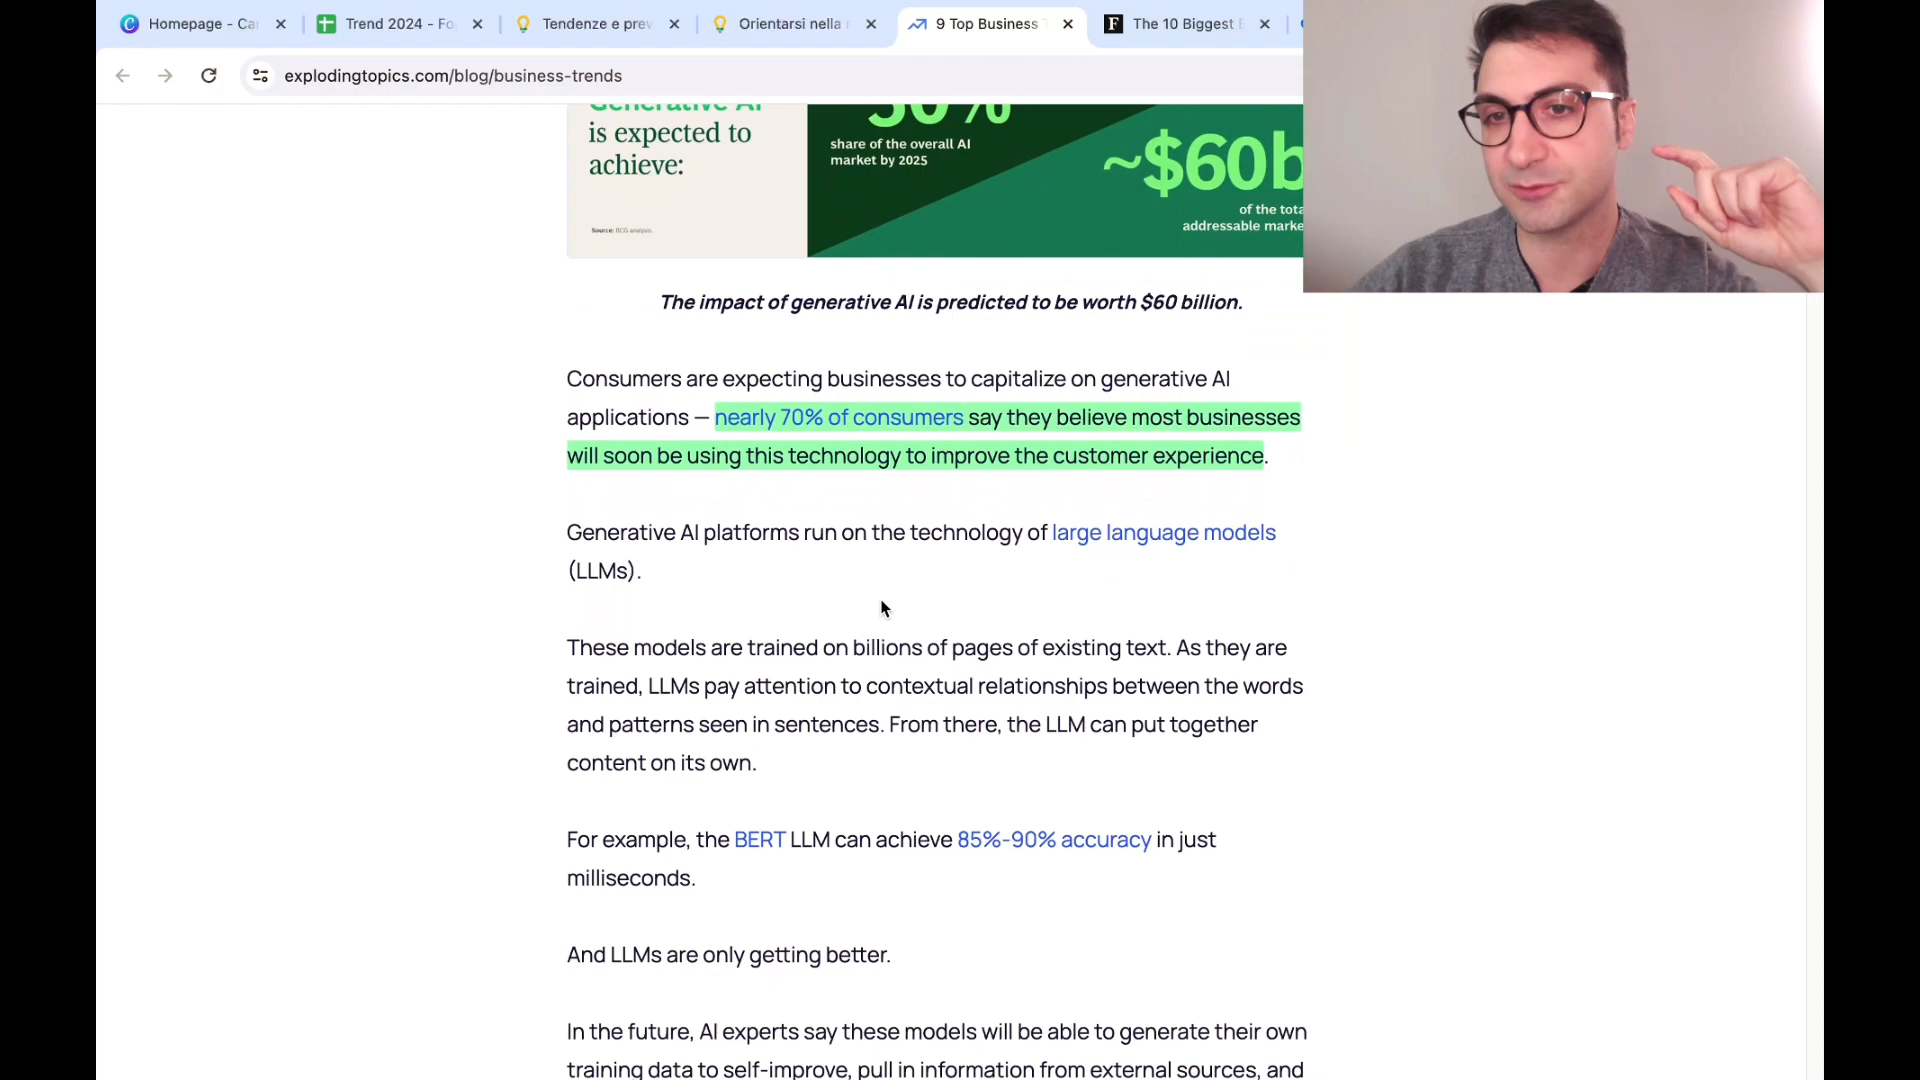 Homepage - Ca
Trend 2024 - Fo
Tendenze e prev
Orientarsi nella
9 Top Business
The 10 Biggest
explodingtopics.com/blog/business-trends
is expected to
achieve:
Source: BCG analysis.
30%
share of the overall AI
market by 2025
~$60b
of the tota
addressable marke
The impact of generative AI is predicted to be worth $60 billion.
Consumers are expecting businesses to capitalize on generative AI
applications — nearly 70% of consumers say they believe most businesses
will soon be using this technology to improve the customer experience.
Generative AI platforms run on the technology of large language models
(LLMs).
These models are trained on billions of pages of existing text. As they are
trained, LLMs pay attention to contextual relationships between the words
and patterns seen in sentences. From there, the LLM can put together
content on its own.
For example, the BERT LLM can achieve 85%-90% accuracy in just
milliseconds.
And LLMs are only getting better.
In the future, AI experts say these models will be able to generate their own
training data to self-improve, pull in information from external sources, and